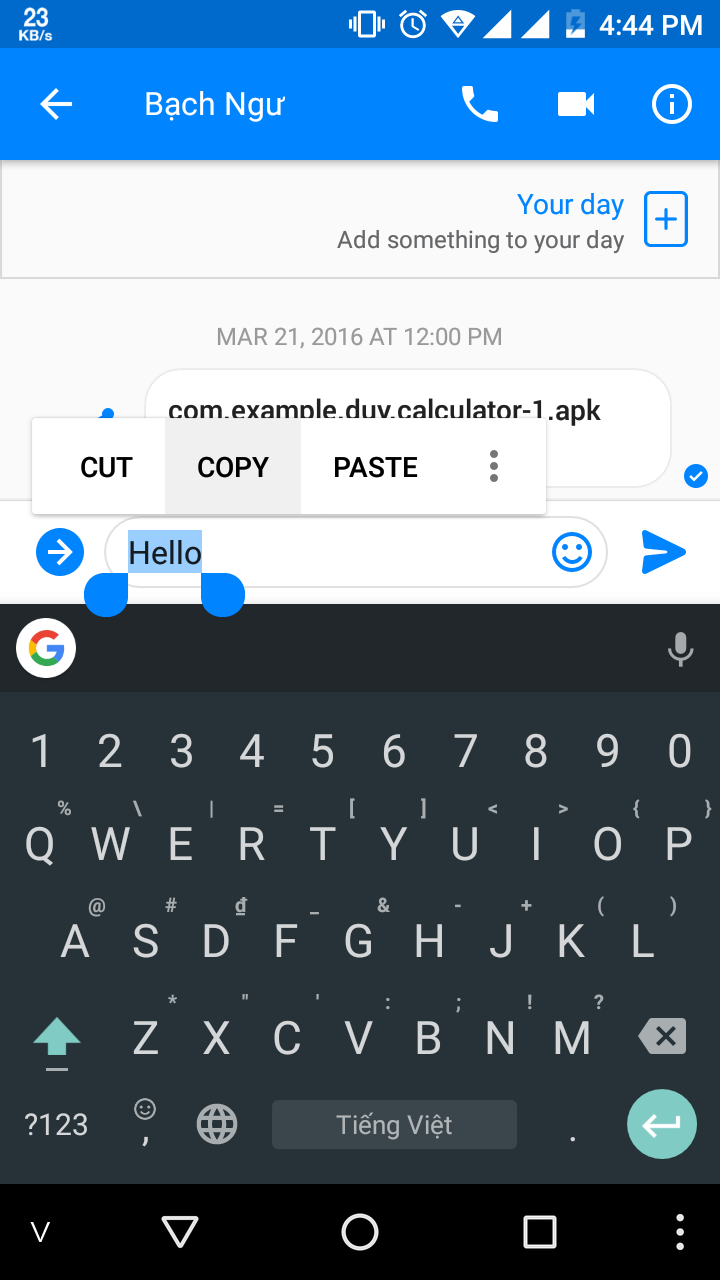 23
KB/s
4:44 PM
Bạch Ngư
Your day
Add something to your day
MAR 21, 2016 AT 12:00 PM
com.example.duy.calculator-1.apk
CUT COPY PASTE
Hello
1 2 3 4 5 6 7 8 9 0
% \ | = [ ] < > { }
Q W E R T Y U I O P
@ # ₫ _ & - + ( )
A S D F G H J K L
* " ' : ; ! ?
Z X C V B N M
?123 , Tiếng Việt .